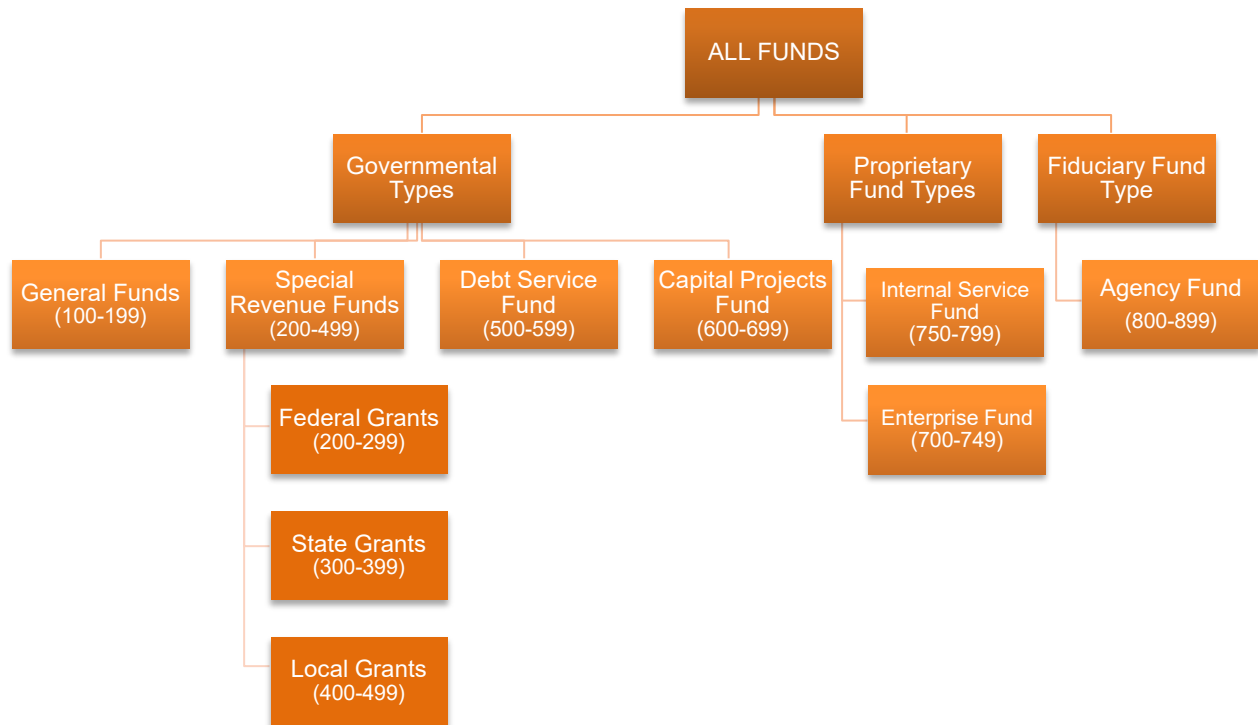 ALL FUNDS
Governmental
Types
Proprietary
Fund Types
Fiduciary Fund
Type
General Funds
(100-199)
Special
Revenue Funds
(200-499)
Debt Service
Fund
(500-599)
Capital Projects
Fund
(600-699)
Internal Service
Fund
(750-799)
Agency Fund
(800-899)
Federal Grants
(200-299)
Enterprise Fund
(700-749)
State Grants
(300-399)
Local Grants
(400-499)